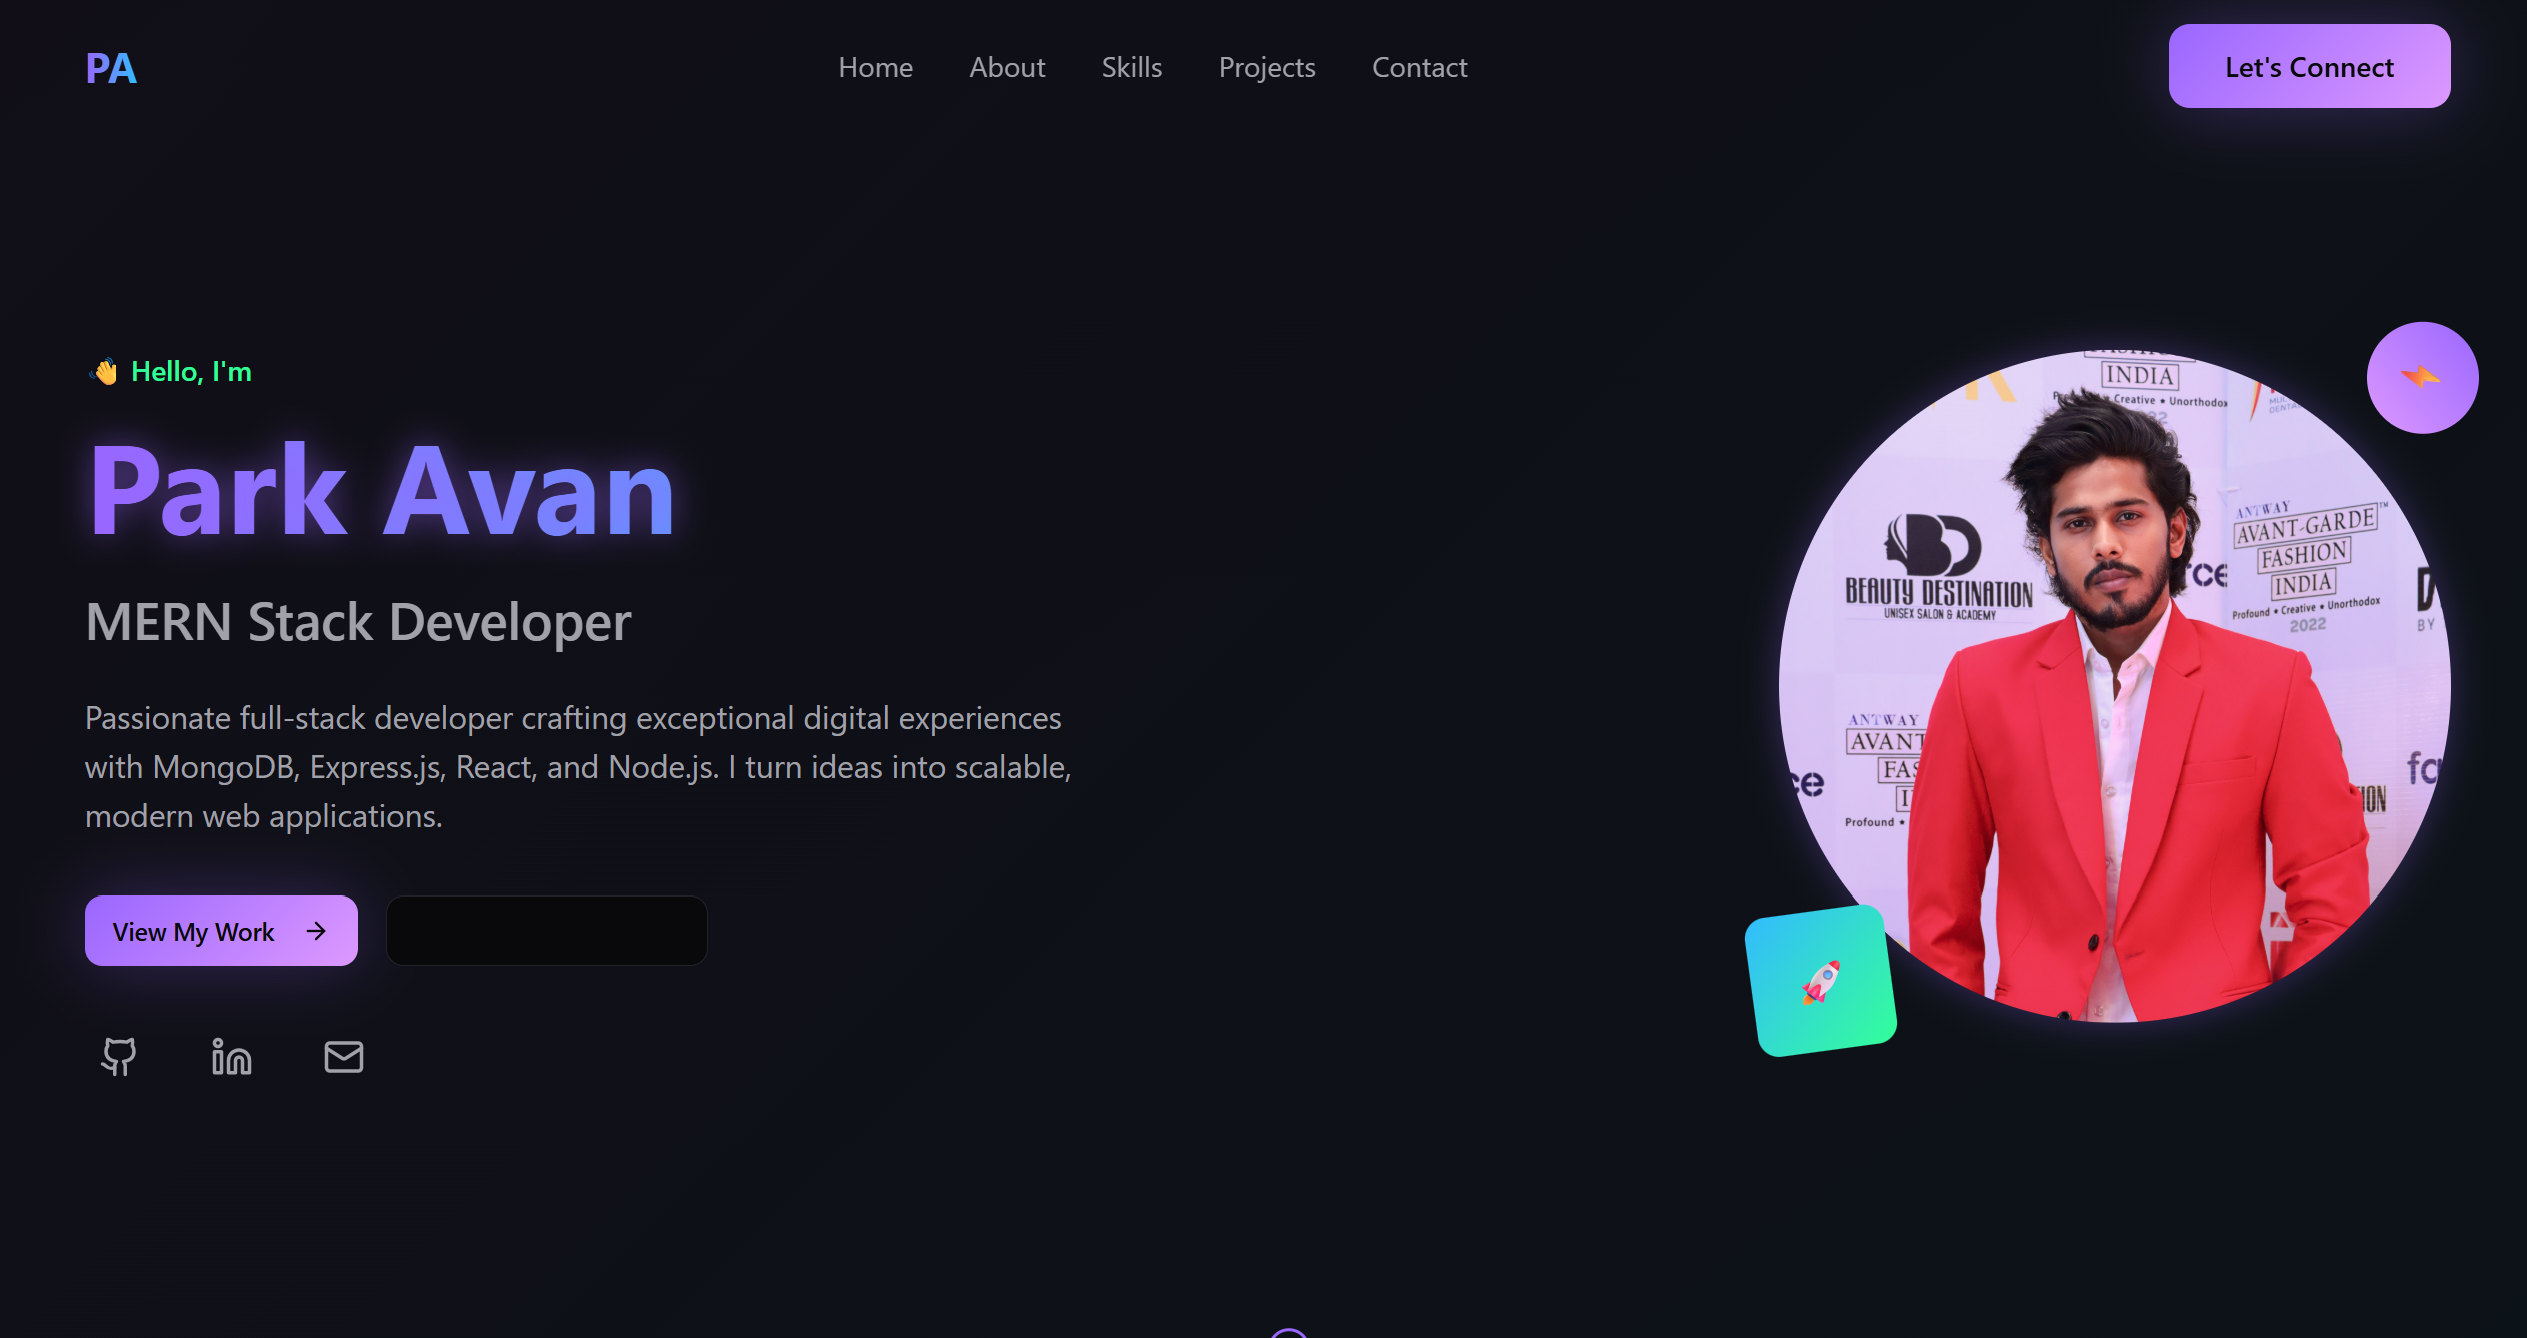 PA
Home About Skills Projects Contact
Let's Connect
👋 Hello, I'm
Park Avan
MERN Stack Developer
Passionate full-stack developer crafting exceptional digital experiences
with MongoDB, Express.js, React, and Node.js. I turn ideas into scalable,
modern web applications.
View My Work
INDIA
Creative ★ Unorthodox
BD
BEAUTY DESTINATION
UNISEX SALON & ACADEMY
ANTWAY
AVANT-GARDE™
FASHION
INDIA
Profound ★ Creative ★ Unorthodox
2022
BY
ANTWAY
AVANT
FAS
Profound ★